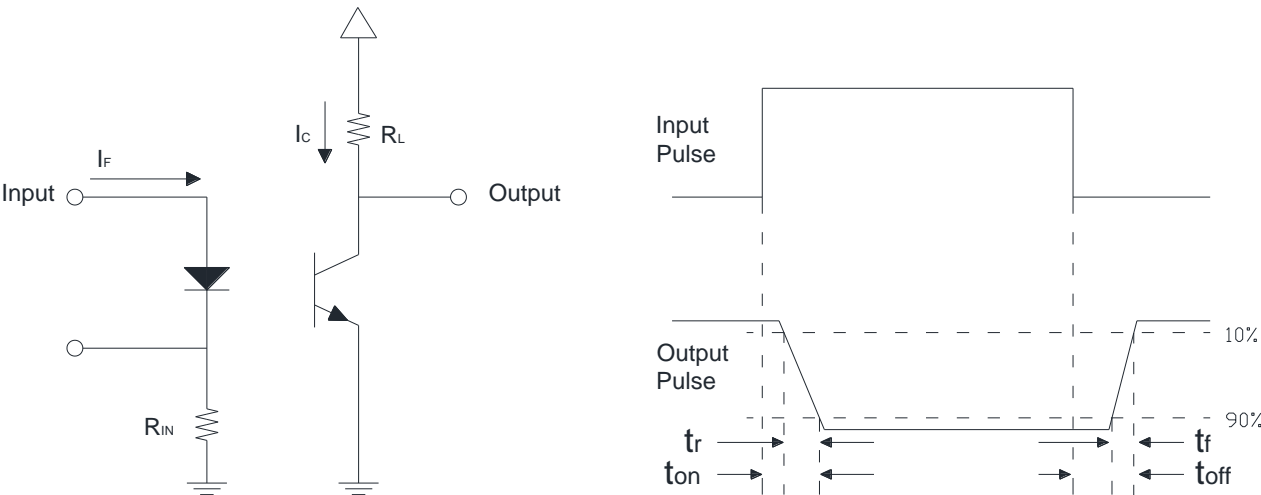 Input
IF
IC
RL
Output
RIN
Input
Pulse
Output
Pulse
10%
90%
tr
tf
ton
toff